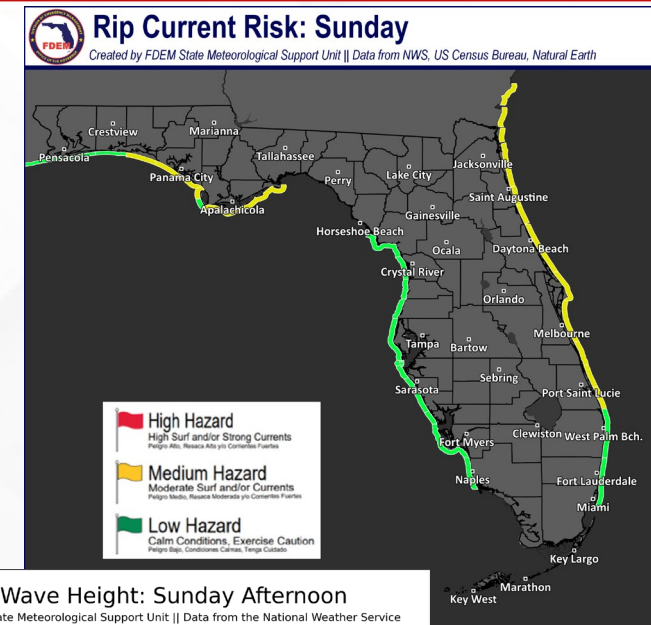 Rip Current Risk: Sunday
Created by FDEM State Meteorological Support Unit || Data from NWS, US Census Bureau, Natural Earth
FDEM
Crestview
Marianna
Pensacola
Tallahassee
Jacksonville
Panama City
Perry
Lake City
Apalachicola
Saint Augustine
Gainesville
Horseshoe Beach
Ocala
Daytona Beach
Crystal River
Orlando
Melbourne
Tampa
Bartow
Sebring
Sarasota
Port Saint Lucie
Fort Myers
Clewiston
West Palm Bch.
Naples
Fort Lauderdale
Miami
Key Largo
Marathon
Key West
High Hazard
High Surf and/or Strong Currents
Peligro Alto, Resaca Alta y/o Corrientes Fuertes
Medium Hazard
Moderate Surf and/or Currents
Peligro Medio, Resaca Moderada y/o Corrientes Fuertes
Low Hazard
Calm Conditions, Exercise Caution
Peligro Bajo, Condiciones Calmas, Tenga Cuidado
Wave Height: Sunday Afternoon
Meteorological Support Unit || Data from the National Weather Service